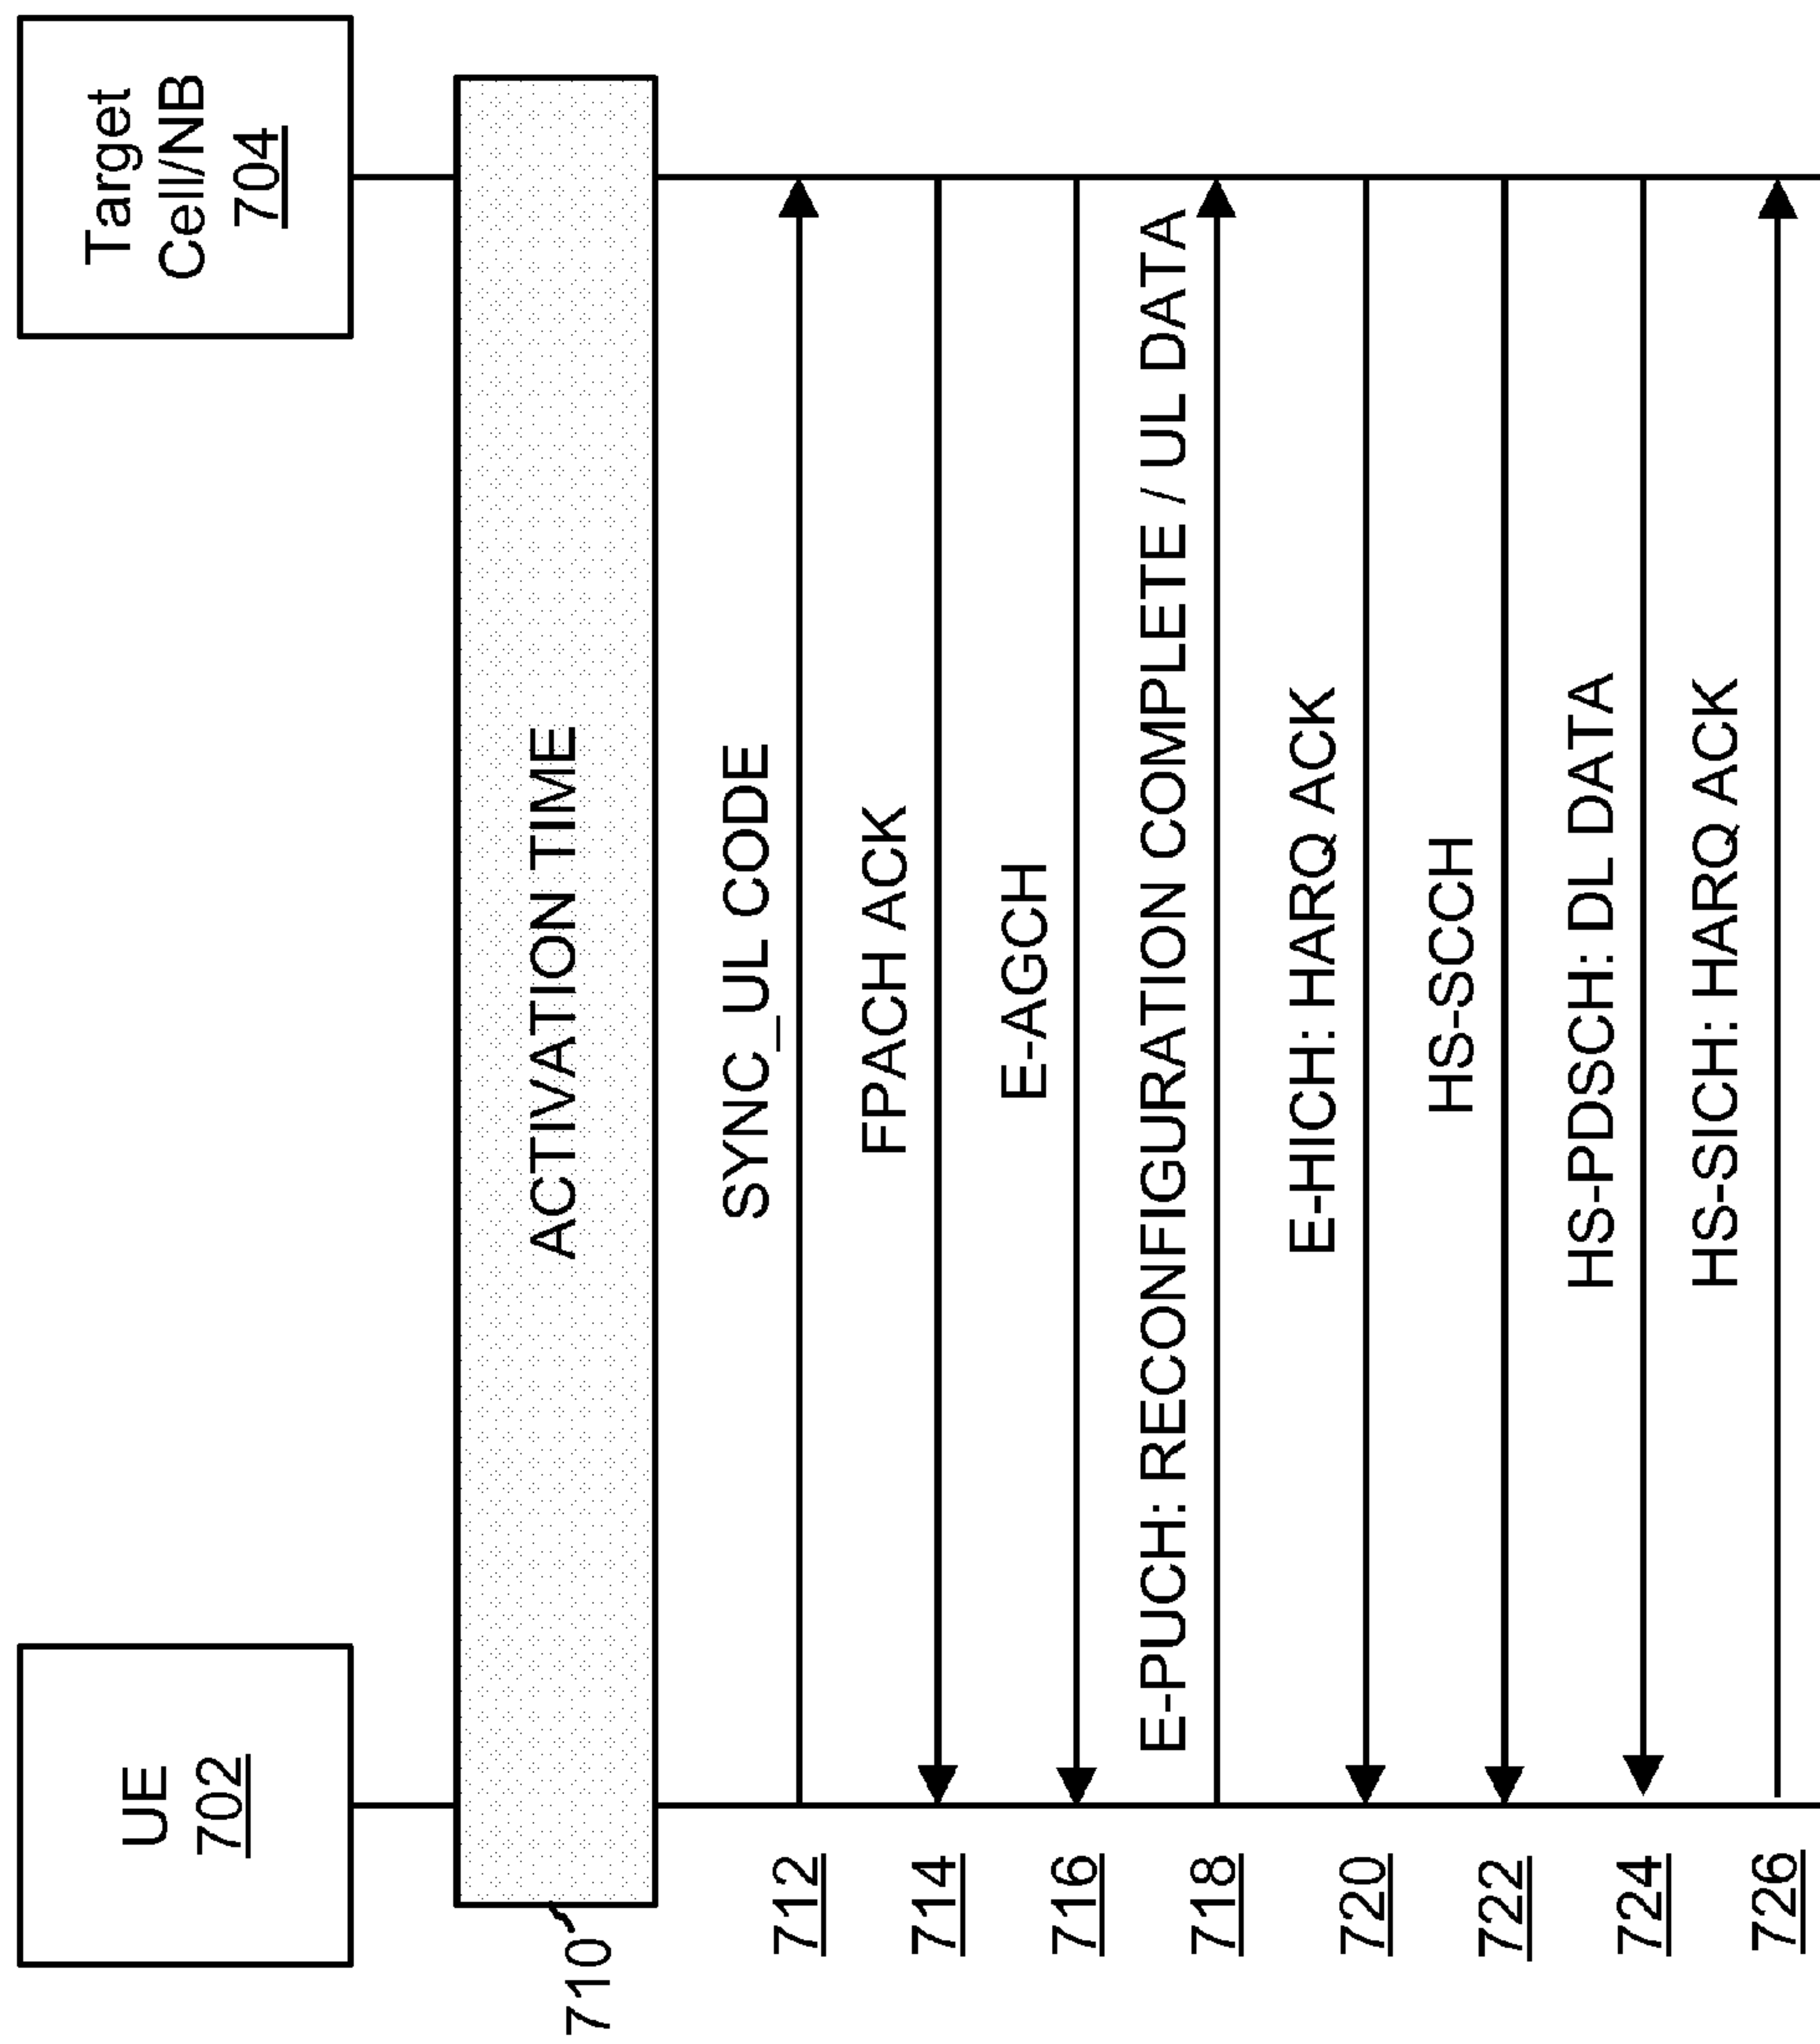 UE
702
Target
Cell/NB
704
710
ACTIVATION TIME
712
SYNC_UL CODE
714
FPACH ACK
716
E-AGCH
718
E-PUCH: RECONFIGURATION COMPLETE / UL DATA
720
E-HICH: HARQ ACK
722
HS-SCCH
724
HS-PDSCH: DL DATA
726
HS-SICH: HARQ ACK